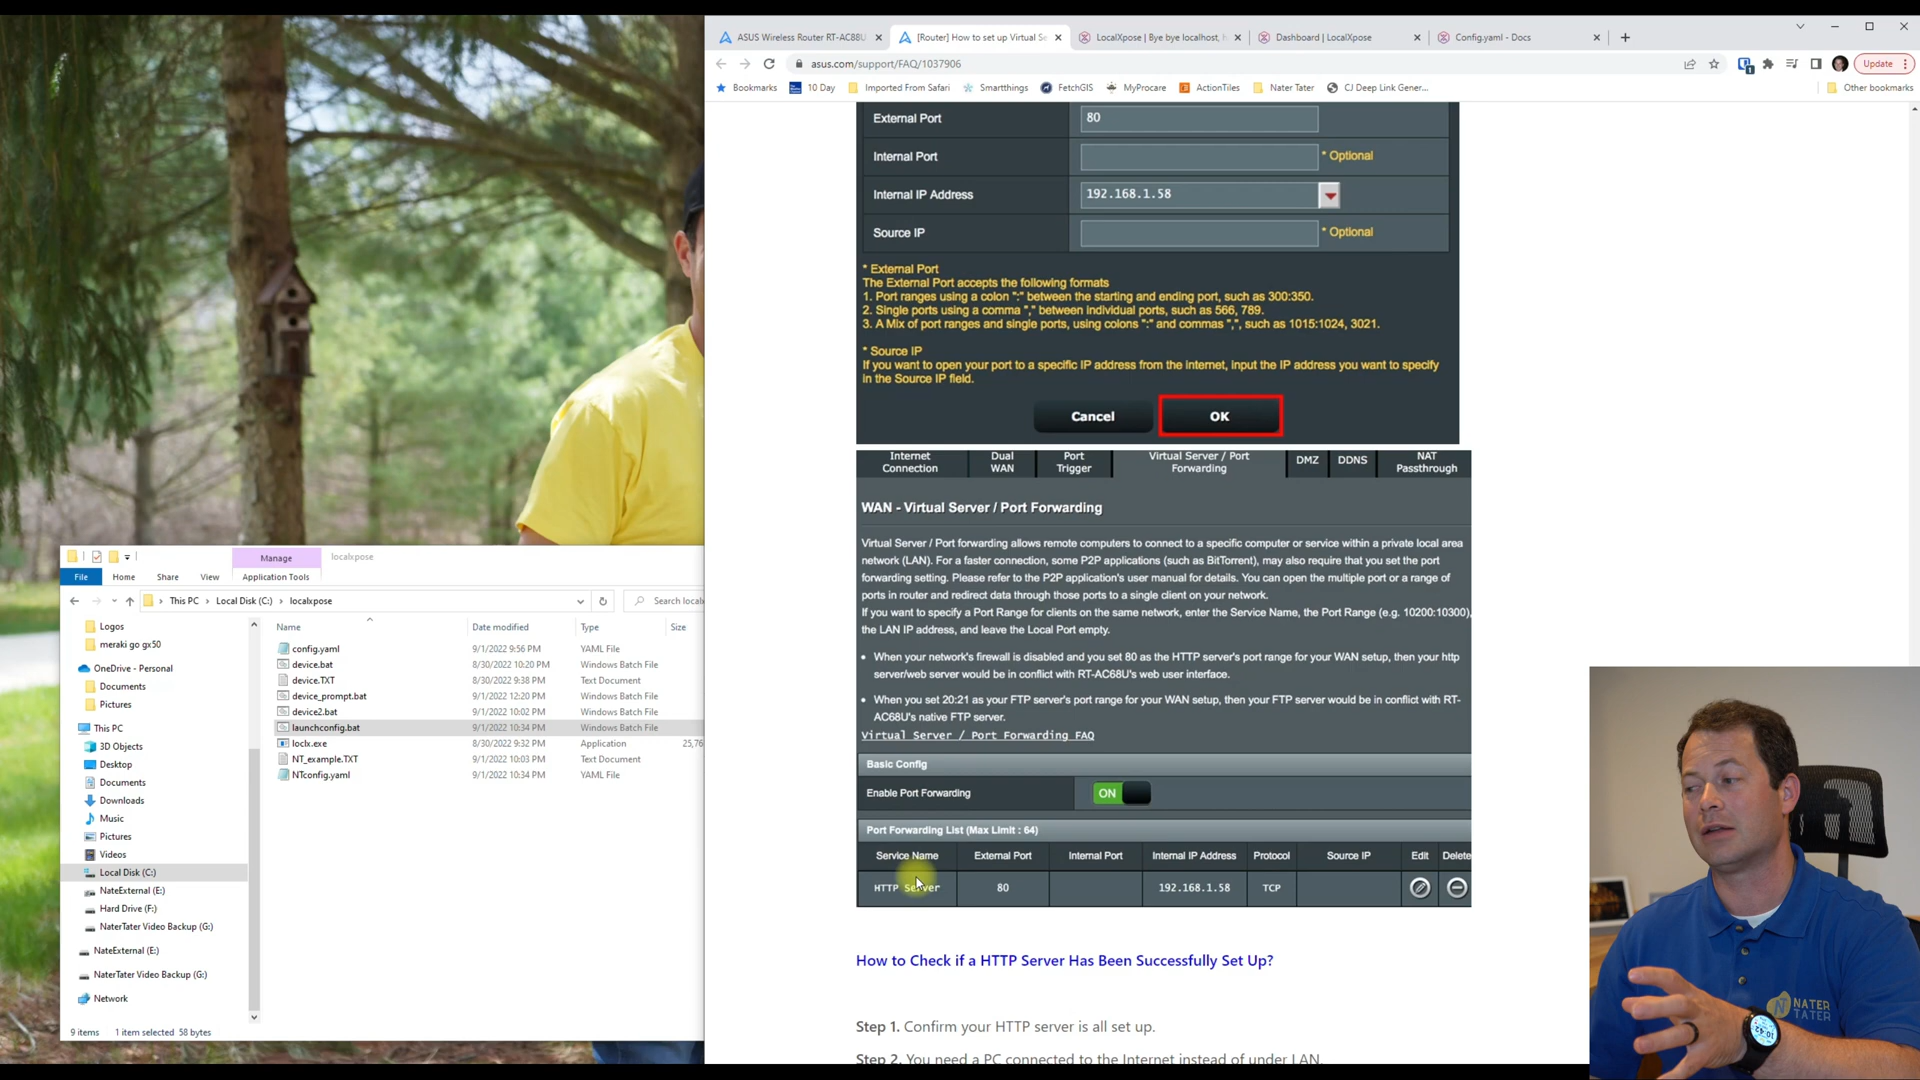 ASUS Wireless Router RT-AC88U
[Router] How to set up Virtual Se
LocalXpose | Bye bye localhost, h
Dashboard | LocalXpose
Config.yaml - Docs
asus.com/support/FAQ/1037906
Update
Bookmarks
10 Day
Imported From Safari
Smartthings
FetchGIS
MyProcare
ActionTiles
Nater Tater
CJ Deep Link Gener...
Other bookmarks
External Port
80
Internal Port
* Optional
Internal IP Address
192.168.1.58
Source IP
* Optional
* External Port
The External Port accepts the following formats
1. Port ranges using a colon ":" between the starting and ending port, such as 300:350.
2. Single ports using a comma "," between individual ports, such as 566, 789.
3. A Mix of port ranges and single ports, using colons ":" and commas ",", such as 1015:1024, 3021.
* Source IP
If you want to open your port to a specific IP address from the internet, input the IP address you want to specify
in the Source IP field.
Cancel
OK
Internet Connection
Dual WAN
Port Trigger
Virtual Server / Port Forwarding
DMZ
DDNS
NAT Passthrough
WAN - Virtual Server / Port Forwarding
Virtual Server / Port forwarding allows remote computers to connect to a specific computer or service within a private local area
network (LAN). For a faster connection, some P2P applications (such as BitTorrent), may also require that you set the port
forwarding setting. Please refer to the P2P application's user manual for details. You can open the multiple port or a range of
ports in router and redirect data through those ports to a single client on your network.
If you want to specify a Port Range for clients on the same network, enter the Service Name, the Port Range (e.g. 10200:10300),
the LAN IP address, and leave the Local Port empty.
• When your network's firewall is disabled and you set 80 as the HTTP server's port range for your WAN setup, then your http
server/web server would be in conflict with RT-AC68U's web user interface.
• When you set 20:21 as your FTP server's port range for your WAN setup, then your FTP server would be in conflict with RT-
AC68U's native FTP server.
Virtual Server / Port Forwarding FAQ
Basic Config
Enable Port Forwarding
ON
Port Forwarding List (Max Limit : 64)
Service Name External Port Internal Port Internal IP Address Protocol Source IP Edit Delete
HTTP Server 80 192.168.1.58 TCP
How to Check if a HTTP Server Has Been Successfully Set Up?
Step 1. Confirm your HTTP server is all set up.
Step 2. You need a PC connected to the Internet instead of under LAN.
Manage
localxpose
File
Home
Share
View
Application Tools
This PC
Local Disk (C:)
localxpose
Search local
Logos
meraki go gx50
OneDrive - Personal
Documents
Pictures
This PC
3D Objects
Desktop
Documents
Downloads
Music
Pictures
Videos
Local Disk (C:)
NateExternal (E:)
Hard Drive (F:)
NaterTater Video Backup (G:)
NateExternal (E:)
NaterTater Video Backup (G:)
Network
Name Date modified Type Size
config.yaml 9/1/2022 9:56 PM YAML File
device.bat 8/30/2022 10:20 PM Windows Batch File
device.TXT 8/30/2022 9:38 PM Text Document
device_prompt.bat 9/1/2022 12:20 PM Windows Batch File
device2.bat 9/1/2022 10:02 PM Windows Batch File
launchconfig.bat 9/1/2022 10:34 PM Windows Batch File
loclx.exe 8/30/2022 9:32 PM Application 25,76
NT_example.TXT 9/1/2022 10:03 PM Text Document
NTconfig.yaml 9/1/2022 10:34 PM YAML File
9 items 1 item selected 58 bytes
NATER
TATER
10:42